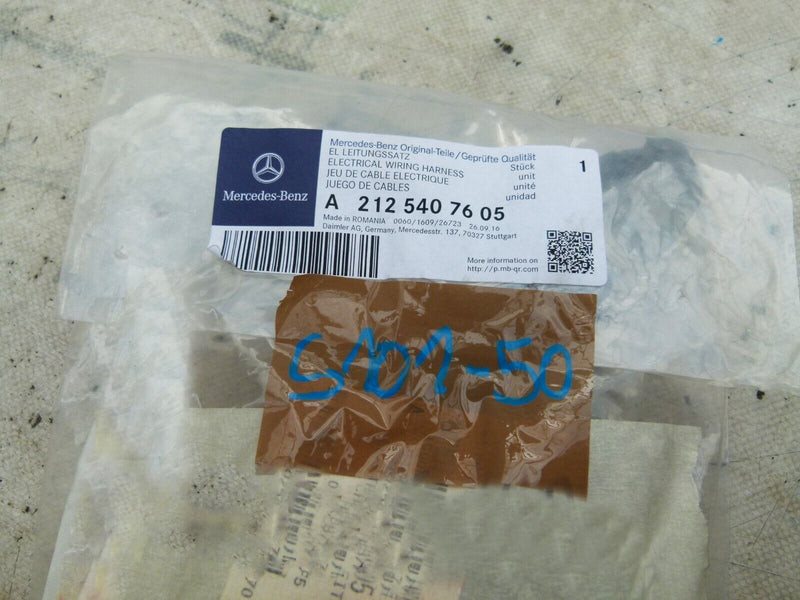 Mercedes-Benz Original-Teile/Geprüfte Qualität
EL LEITUNGSSATZ Stück 1
ELECTRICAL WIRING HARNESS unit
JEU DE CABLE ELECTRIQUE unité
JUEGO DE CABLES unidad
Mercedes-Benz
A 212 540 76 05
Made in ROMANIA 0060/1609/26723 26.09.16
Daimler AG, Germany, Mercedesstr. 137, 70327 Stuttgart
More information on
http://p.mb-qr.com
S101-50